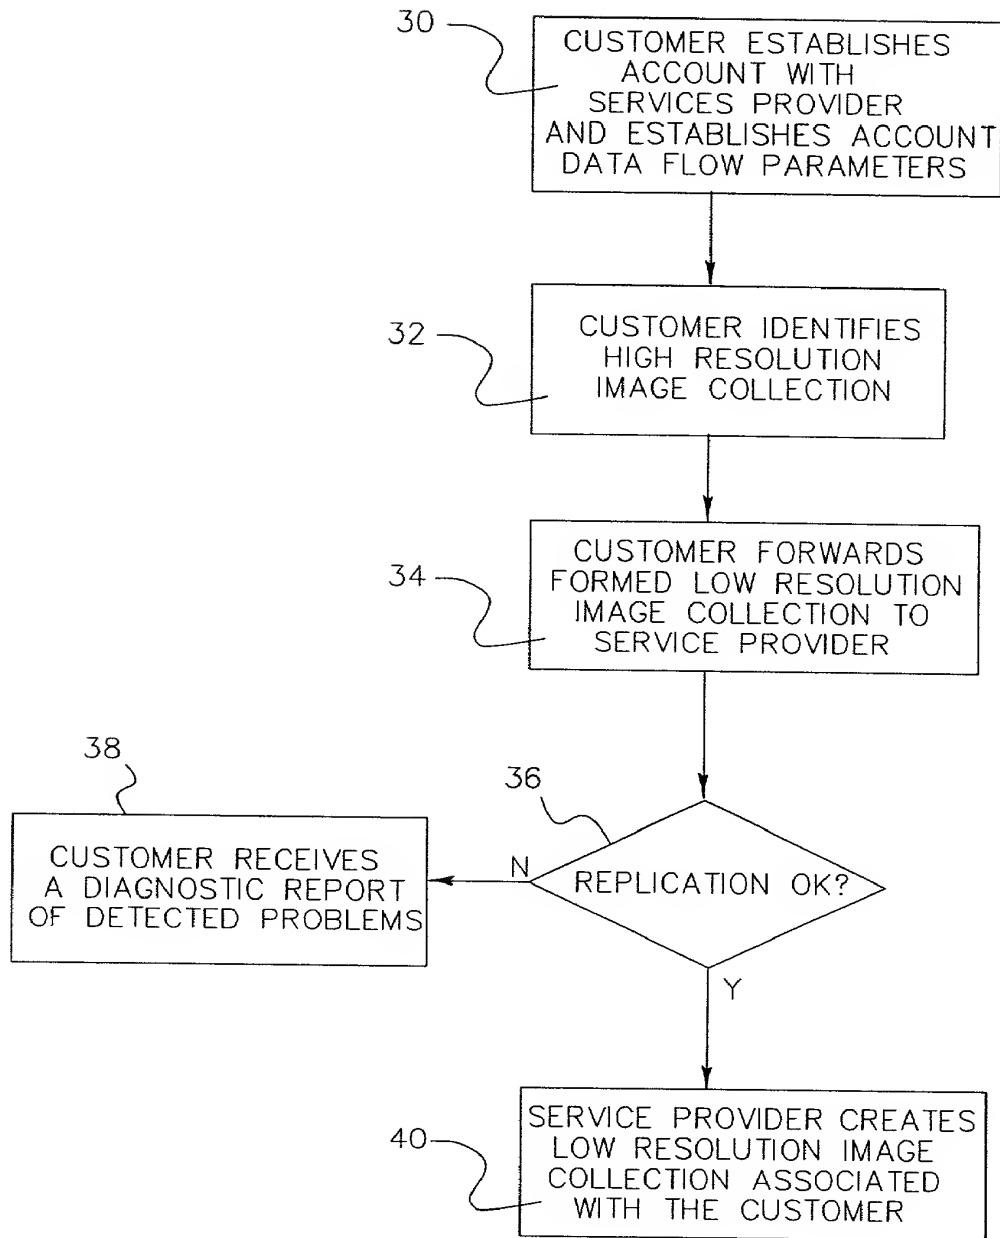 30
CUSTOMER ESTABLISHES
ACCOUNT WITH
SERVICES PROVIDER
AND ESTABLISHES ACCOUNT
DATA FLOW PARAMETERS
32
CUSTOMER IDENTIFIES
HIGH RESOLUTION
IMAGE COLLECTION
34
CUSTOMER FORWARDS
FORMED LOW RESOLUTION
IMAGE COLLECTION TO
SERVICE PROVIDER
36
REPLICATION OK?
N
38
CUSTOMER RECEIVES
A DIAGNOSTIC REPORT
OF DETECTED PROBLEMS
Y
40
SERVICE PROVIDER CREATES
LOW RESOLUTION IMAGE
COLLECTION ASSOCIATED
WITH THE CUSTOMER